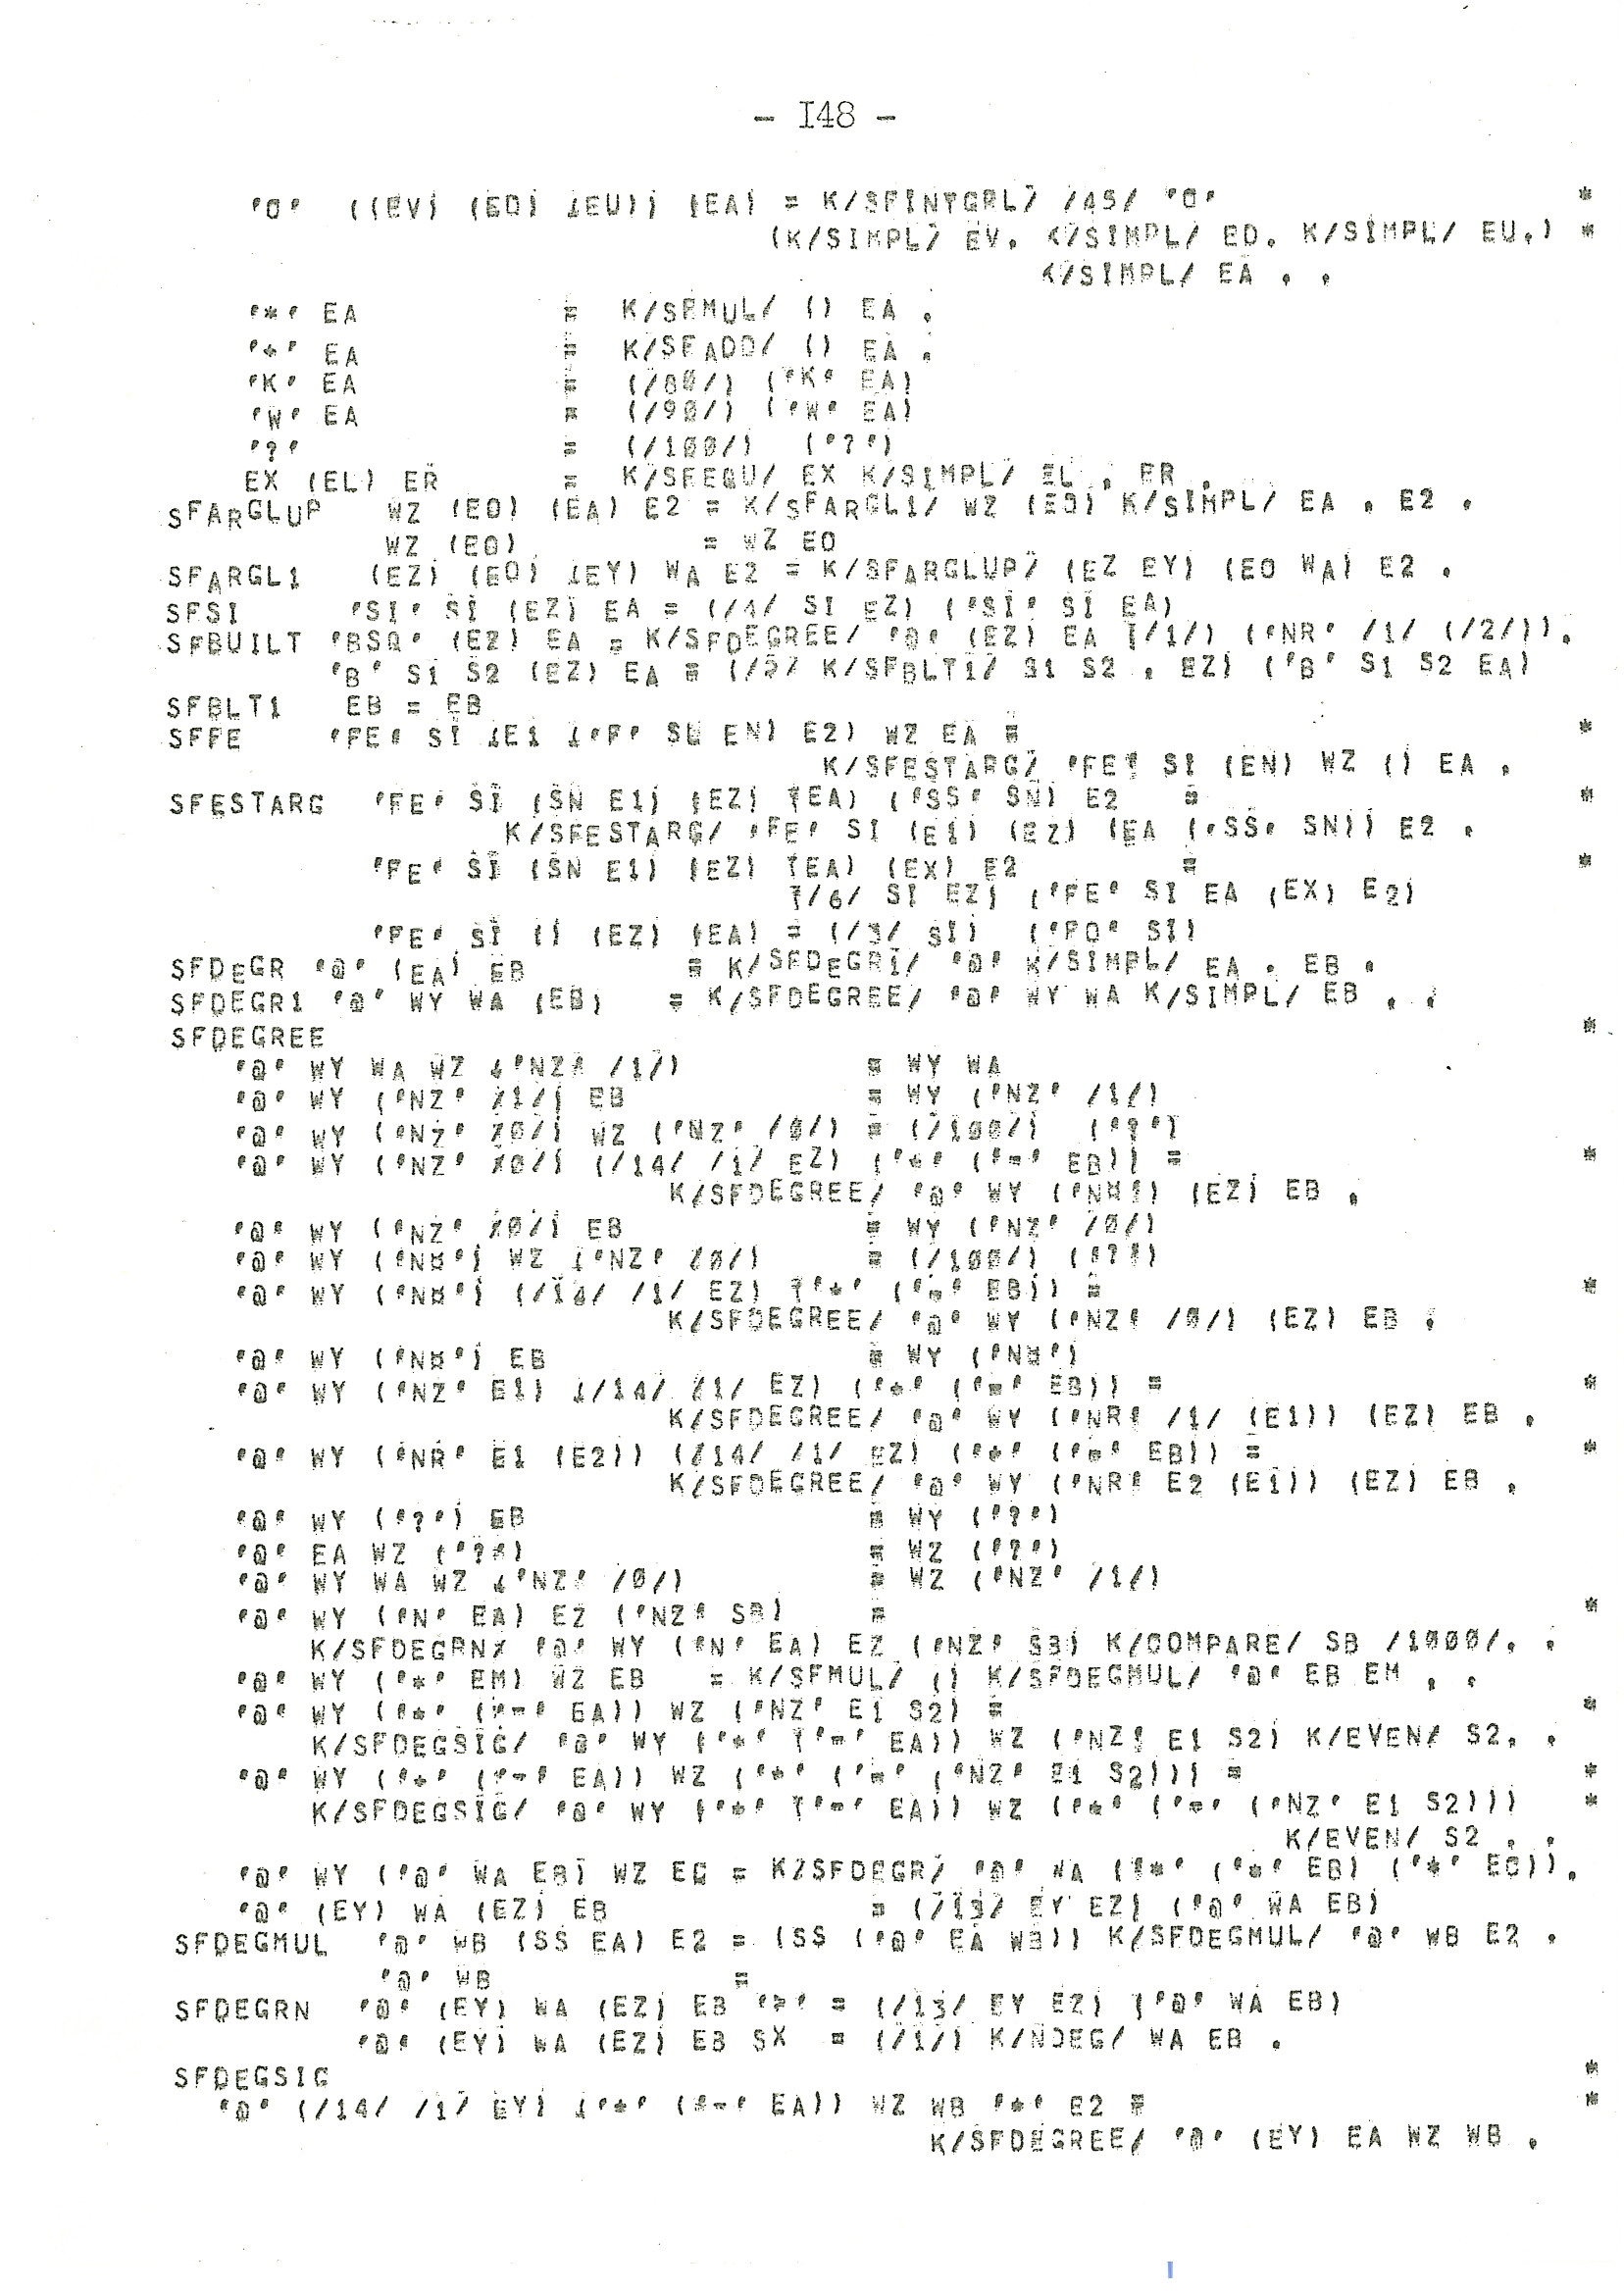 - I48 -
'O' ((EV) (ED) (EU)) (EA) = K/SFINTGRL/ /45/ 'O' *
(K/SIMPL/ EV. K/SIMPL/ ED. K/SIMPL/ EU.) *
K/SIMPL/ EA . .
'*' EA = K/SFMUL/ () EA .
'+' EA = K/SFADD/ () EA .
'K' EA = (/80/) ('K' EA)
'W' EA = (/90/) ('W' EA)
'?' = (/100/) ('?')
EX (EL) ER = K/SFEQU/ EX K/SIMPL/ EL . ER .
SFARGLUP WZ (EO) (EA) E2 = K/SFARGL1/ WZ (EO) K/SIMPL/ EA . E2 .
WZ (EO) = WZ EO
SFARGL1 (EZ) (EO) (EY) WA E2 = K/SFARGLUP/ (EZ EY) (EO WA) E2 .
SFSI 'SI' SI (EZ) EA = (/4/ SI EZ) ('SI' SI EA)
SFBUILT 'BSQ' (EZ) EA = K/SFDEGREE/ '@' (EZ) EA (/1/) ('NR' /1/ (/2/)).
'B' S1 S2 (EZ) EA = (/5/ K/SFBLT1/ S1 S2 . EZ) ('B' S1 S2 EA)
SFBLT1 EB = EB
SFFE 'FE' SI (E1 ('F' SL EN) E2) WZ EA = *
K/SFESTARG/ 'FE' SI (EN) WZ () EA .
SFESTARG 'FE' SI (SN E1) (EZ) (EA) ('SS' SN) E2 = *
K/SFESTARG/ 'FE' SI (E1) (EZ) (EA ('SS' SN)) E2 .
'FE' SI (SN E1) (EZ) (EA) (EX) E2 = *
(/6/ SI EZ) ('FE' SI EA (EX) E2)
'FE' SI () (EZ) (EA) = (/3/ SI) ('FO' SI)
SFDEGR '@' (EA) EB = K/SFDEGR1/ '@' K/SIMPL/ EA . EB .
SFDEGR1 '@' WY WA (EB) = K/SFDEGREE/ '@' WY WA K/SIMPL/ EB . .
SFDEGREE *
'@' WY WA WZ ('NZ' /1/) = WY WA
'@' WY ('NZ' /1/) EB = WY ('NZ' /1/)
'@' WY ('NZ' /0/) WZ ('NZ' /0/) = (/100/) ('?')
'@' WY ('NZ' /0/) (/14/ /1/ EZ) ('+' ('-' EB)) = *
K/SFDEGREE/ '@' WY ('N¤') (EZ) EB .
'@' WY ('NZ' /0/) EB = WY ('NZ' /0/)
'@' WY ('N¤') WZ ('NZ' /0/) = (/100/) ('?')
'@' WY ('N¤') (/14/ /1/ EZ) ('+' ('-' EB)) = *
K/SFDEGREE/ '@' WY ('NZ' /0/) (EZ) EB .
'@' WY ('N¤') EB = WY ('N¤')
'@' WY ('NZ' E1) (/14/ /1/ EZ) ('+' ('-' EB)) = *
K/SFDEGREE/ '@' WY ('NR' /1/ (E1)) (EZ) EB .
'@' WY ('NR' E1 (E2)) (/14/ /1/ EZ) ('+' ('-' EB)) = *
K/SFDEGREE/ '@' WY ('NR' E2 (E1)) (EZ) EB .
'@' WY ('?') EB = WY ('?')
'@' EA WZ ('?') = WZ ('?')
'@' WY WA WZ ('NZ' /0/) = WZ ('NZ' /1/)
'@' WY ('N' EA) EZ ('NZ' SB) = *
K/SFDEGRN/ '@' WY ('N' EA) EZ ('NZ' SB) K/COMPARE/ SB /1000/. .
'@' WY ('*' EM) WZ EB = K/SFMUL/ () K/SFDEGMUL/ '@' EB EM . .
'@' WY ('+' ('-' EA)) WZ ('NZ' E1 S2) = *
K/SFDEGSIG/ '@' WY ('+' ('-' EA)) WZ ('NZ' E1 S2) K/EVEN/ S2. .
'@' WY ('+' ('-' EA)) WZ ('+' ('-' ('NZ' E1 S2))) = *
K/SFDEGSIG/ '@' WY ('+' ('-' EA)) WZ ('+' ('-' ('NZ' E1 S2))) *
K/EVEN/ S2 . .
'@' WY ('@' WA EB) WZ EC = K/SFDEGR/ '@' WA ('*' ('*' EB) ('*' EC)).
'@' (EY) WA (EZ) EB = (/13/ EY EZ) ('@' WA EB)
SFDEGMUL '@' WB (SS EA) E2 = (SS ('@' EA WB)) K/SFDEGMUL/ '@' WB E2 .
'@' WB =
SFDEGRN '@' (EY) WA (EZ) EB '>' = (/13/ EY EZ) ('@' WA EB)
'@' (EY) WA (EZ) EB SX = (/1/) K/NDEG/ WA EB .
SFDEGSIG *
'@' (/14/ /1/ EY) ('+' ('-' EA)) WZ WB '+' E2 = *
K/SFDEGREE/ '@' (EY) EA WZ WB .